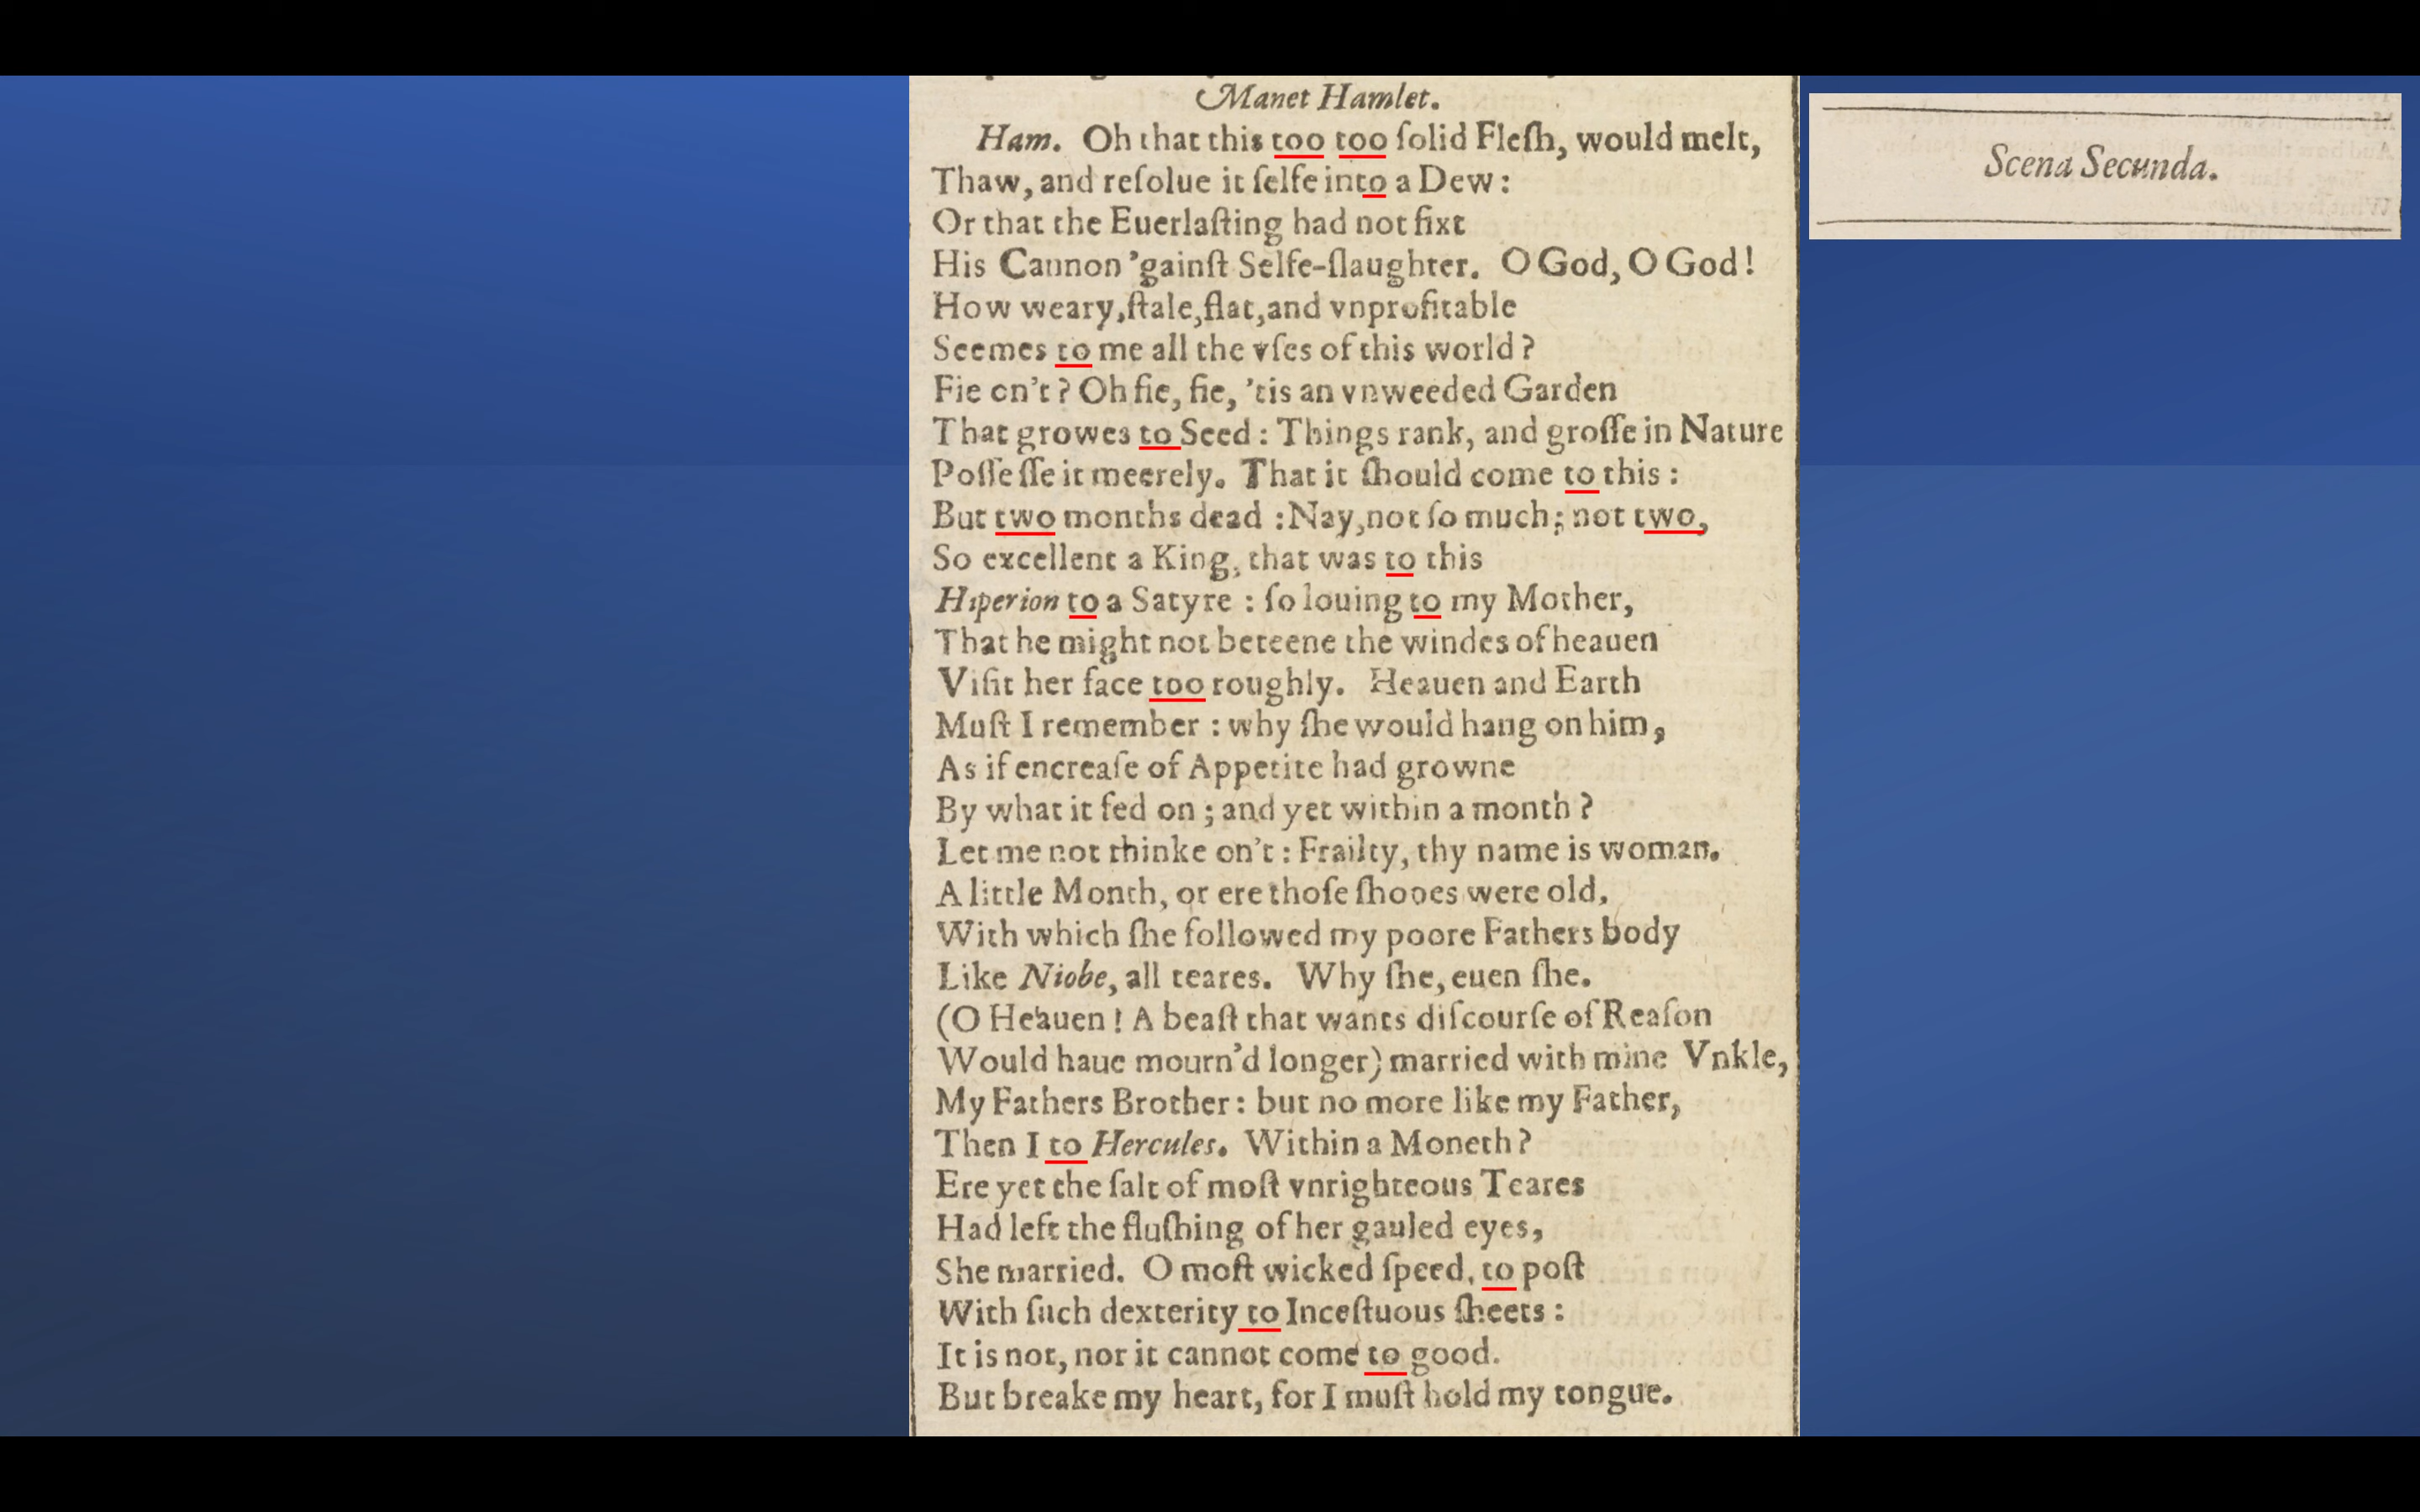 Manet Hamlet.
Ham. Oh that this too too ſolid Fleſh, would melt,
Thaw, and reſolue it ſelfe into a Dew:
Or that the Euerlaſting had not fixt
His Cannon 'gainſt Selfe-ſlaughter. O God, O God!
How weary, ſtale, flat, and vnprofitable
Seemes to me all the vſes of this world?
Fie on't? Oh fie, fie, 'tis an vnweeded Garden
That growes to Seed: Things rank, and groſſe in Nature
Poſſeſſe it meerely. That it ſhould come to this:
But two months dead: Nay, not ſo much; not two,
So excellent a King, that was to this
Hiperion to a Satyre: ſo louing to my Mother,
That he might not beteene the windes of heauen
Viſit her face too roughly. Heauen and Earth
Muſt I remember: why ſhe would hang on him,
As if encreaſe of Appetite had growne
By what it fed on; and yet within a month?
Let me not thinke on't: Frailty, thy name is woman.
A little Month, or ere thoſe ſhooes were old,
With which ſhe followed my poore Fathers body
Like Niobe, all teares. Why ſhe, euen ſhe.
(O Heauen! A beaſt that wants diſcourſe of Reaſon
Would haue mourn'd longer) married with mine Vnkle,
My Fathers Brother: but no more like my Father,
Then I to Hercules. Within a Moneth?
Ere yet the ſalt of moſt vnrighteous Teares
Had left the fluſhing of her gauled eyes,
She married. O moſt wicked ſpeed, to poſt
With ſuch dexterity to Inceſtuous ſheets:
It is not, nor it cannot come to good.
But breake my heart, for I muſt hold my tongue.
Scena Secunda.